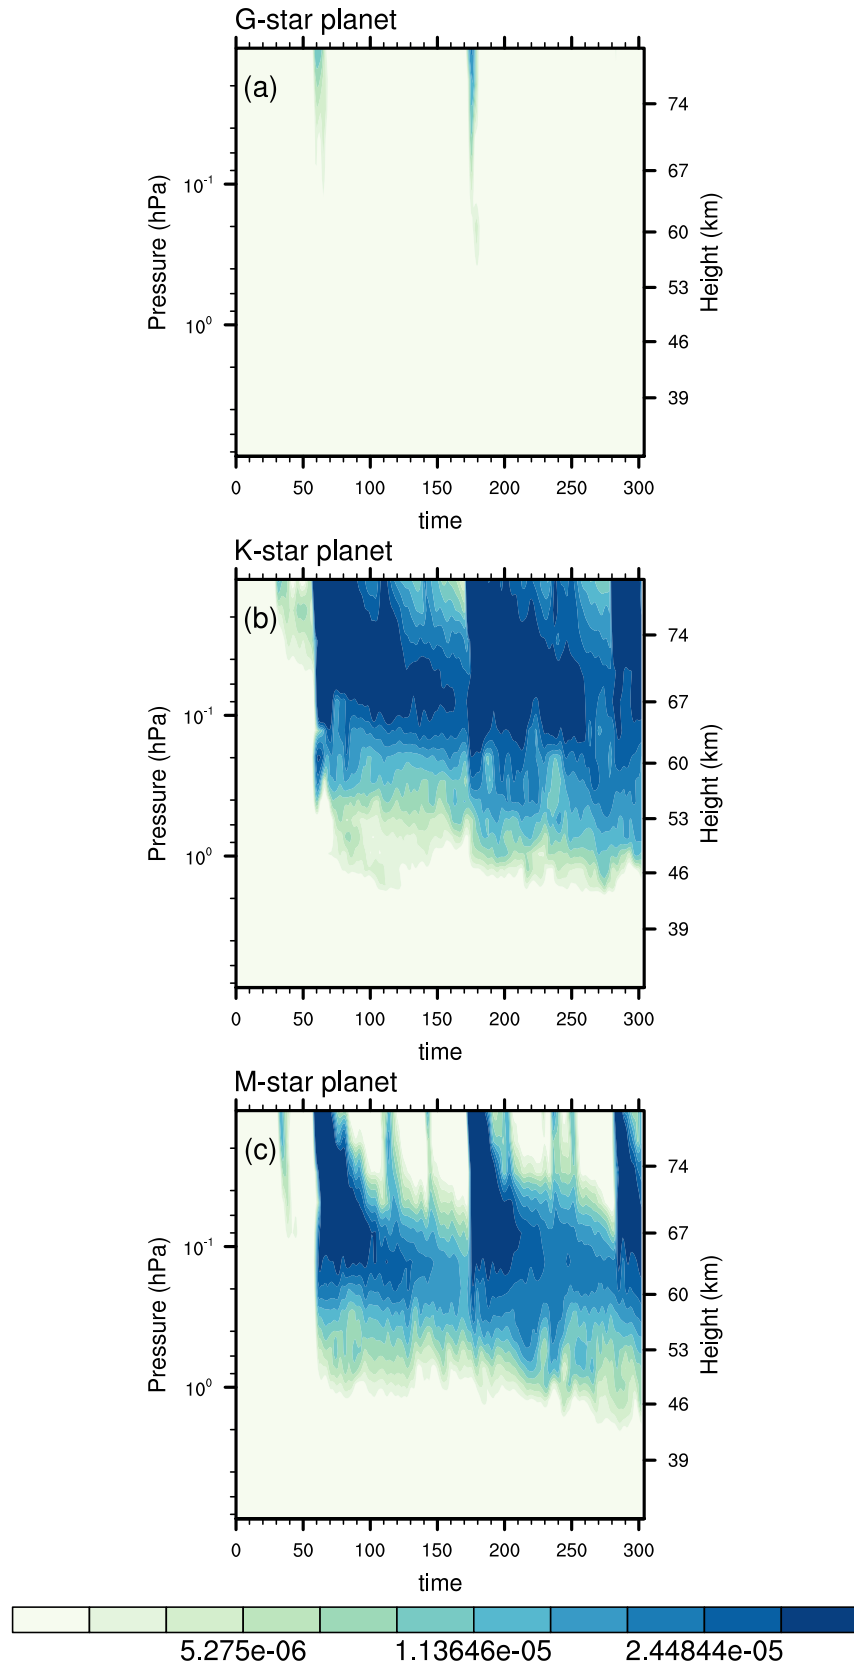 G-star planet
(a)
Pressure (hPa)
10⁻¹
10⁰
74
67
60
53
46
39
Height (km)
0 50 100 150 200 250 300
time
K-star planet
(b)
Pressure (hPa)
10⁻¹
10⁰
74
67
60
53
46
39
Height (km)
0 50 100 150 200 250 300
time
M-star planet
(c)
Pressure (hPa)
10⁻¹
10⁰
74
67
60
53
46
39
Height (km)
0 50 100 150 200 250 300
time
5.275e-06 1.13646e-05 2.44844e-05